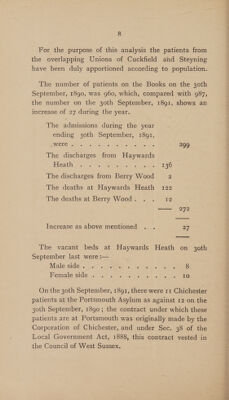 8
For the purpose of this analysis the patients from
the overlapping Unions of Cuckfield and Steyning
have been duly apportioned according to population.
The number of patients on the Books on the 30th
September, 1890, was 960, which, compared with 987,
the number on the 30th September, 1891, shows an
increase of 27 during the year.
The admissions during the year
ending 30th September, 1891,
were . . . . . . . . . 299
The discharges from Haywards
Heath . . . . . . . . . 136
The discharges from Berry Wood 2
The deaths at Haywards Heath 122
The deaths at Berry Wood . . . 12
272
Increase as above mentioned . . 27
The vacant beds at Haywards Heath on 30th
September last were :—
Male side . . . . . . . . . . 8
Female side . . . . . . . . . 10
On the 30th September, 1891, there were 11 Chichester
patients at the Portsmouth Asylum as against 12 on the
30th September, 1890; the contract under which these
patients are at Portsmouth was originally made by the
Corporation of Chichester, and under Sec. 38 of the
Local Government Act, 1888, this contract vested in
the Council of West Sussex.